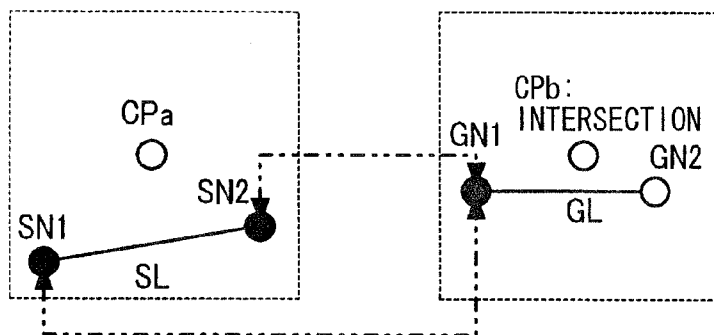 CPa
SN1
SN2
SL
CPb:
INTERSECTION
GN1
GN2
GL